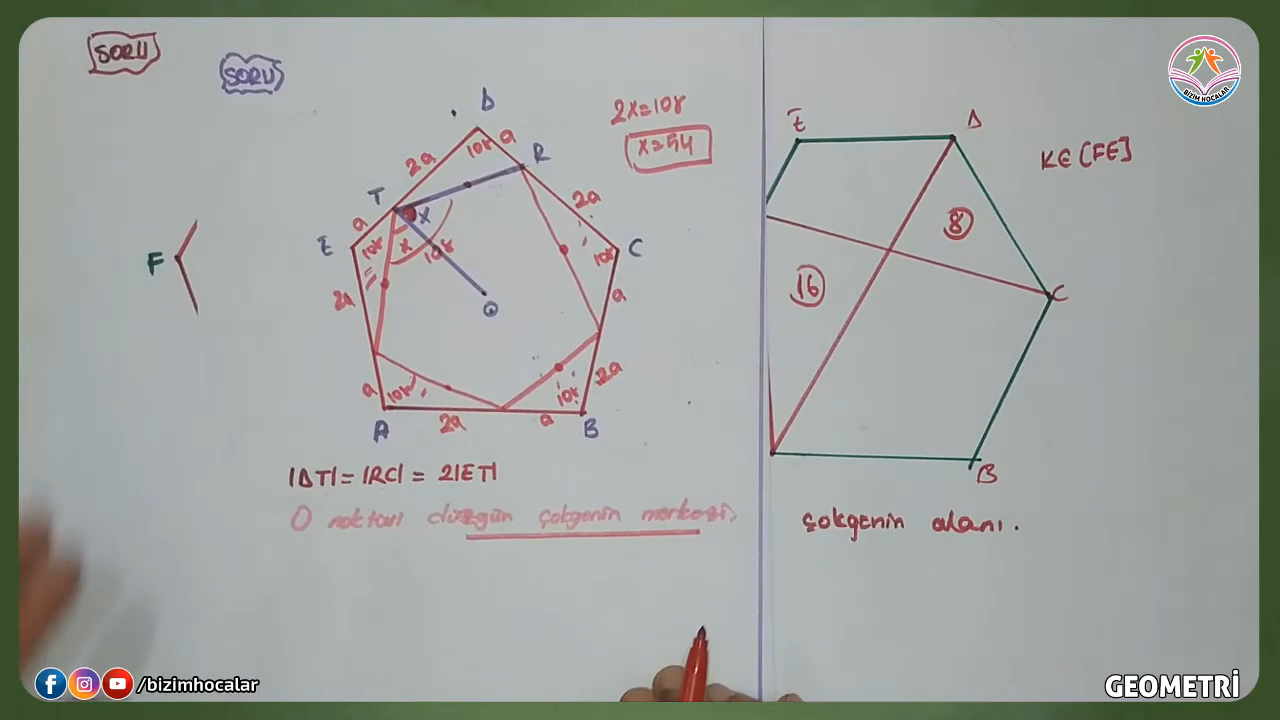 SORU
SORU
D
2a
108
a
R
2x=108
x=54
T
x
2a
a
E
108
x
108
108
C
2a
O
a
a
108
108
2a
A
2a
a
B
F
|DT| = |RC| = 2|ET|
O noktası düzgün çokgenin merkezi.
E
D
KE[FE]
8
16
C
B
çokgenin alanı.
BİZİM HOCALAR
/bizimhocalar
GEOMETRİ